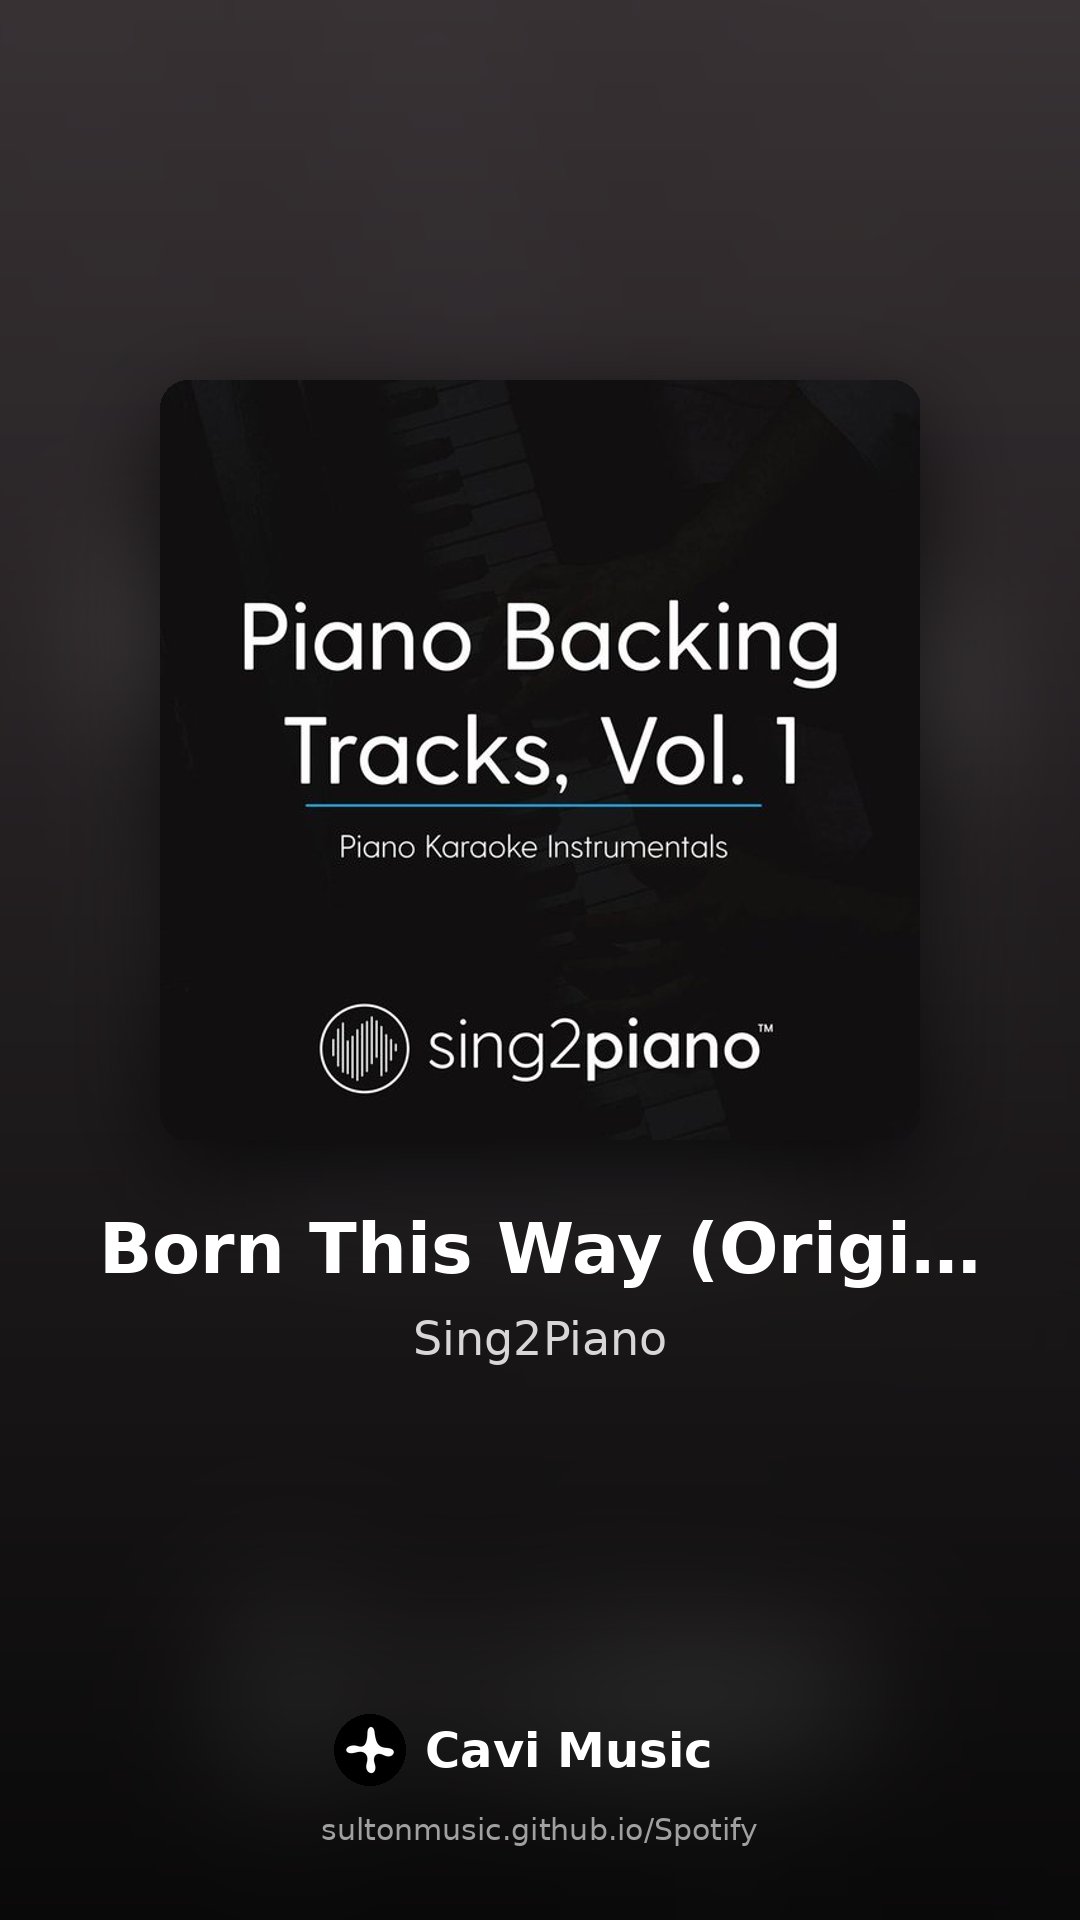 Piano Backing
Tracks, Vol. 1
Piano Karaoke Instrumentals
sing2piano™
Born This Way (Origi...
Sing2Piano
Cavi Music
sultonmusic.github.io/Spotify